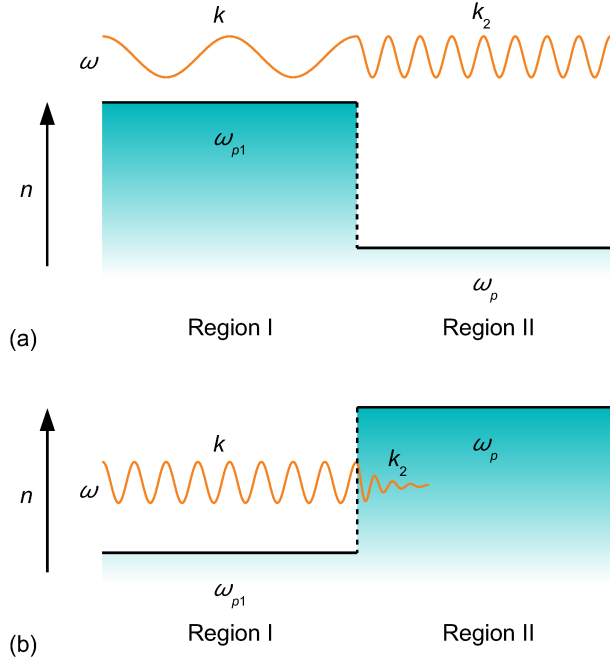 k
k₂
ω
ωₚ₁
n
ωₚ
Region I
Region II
(a)
k
ωₚ
k₂
n
ω
ωₚ₁
Region I
Region II
(b)